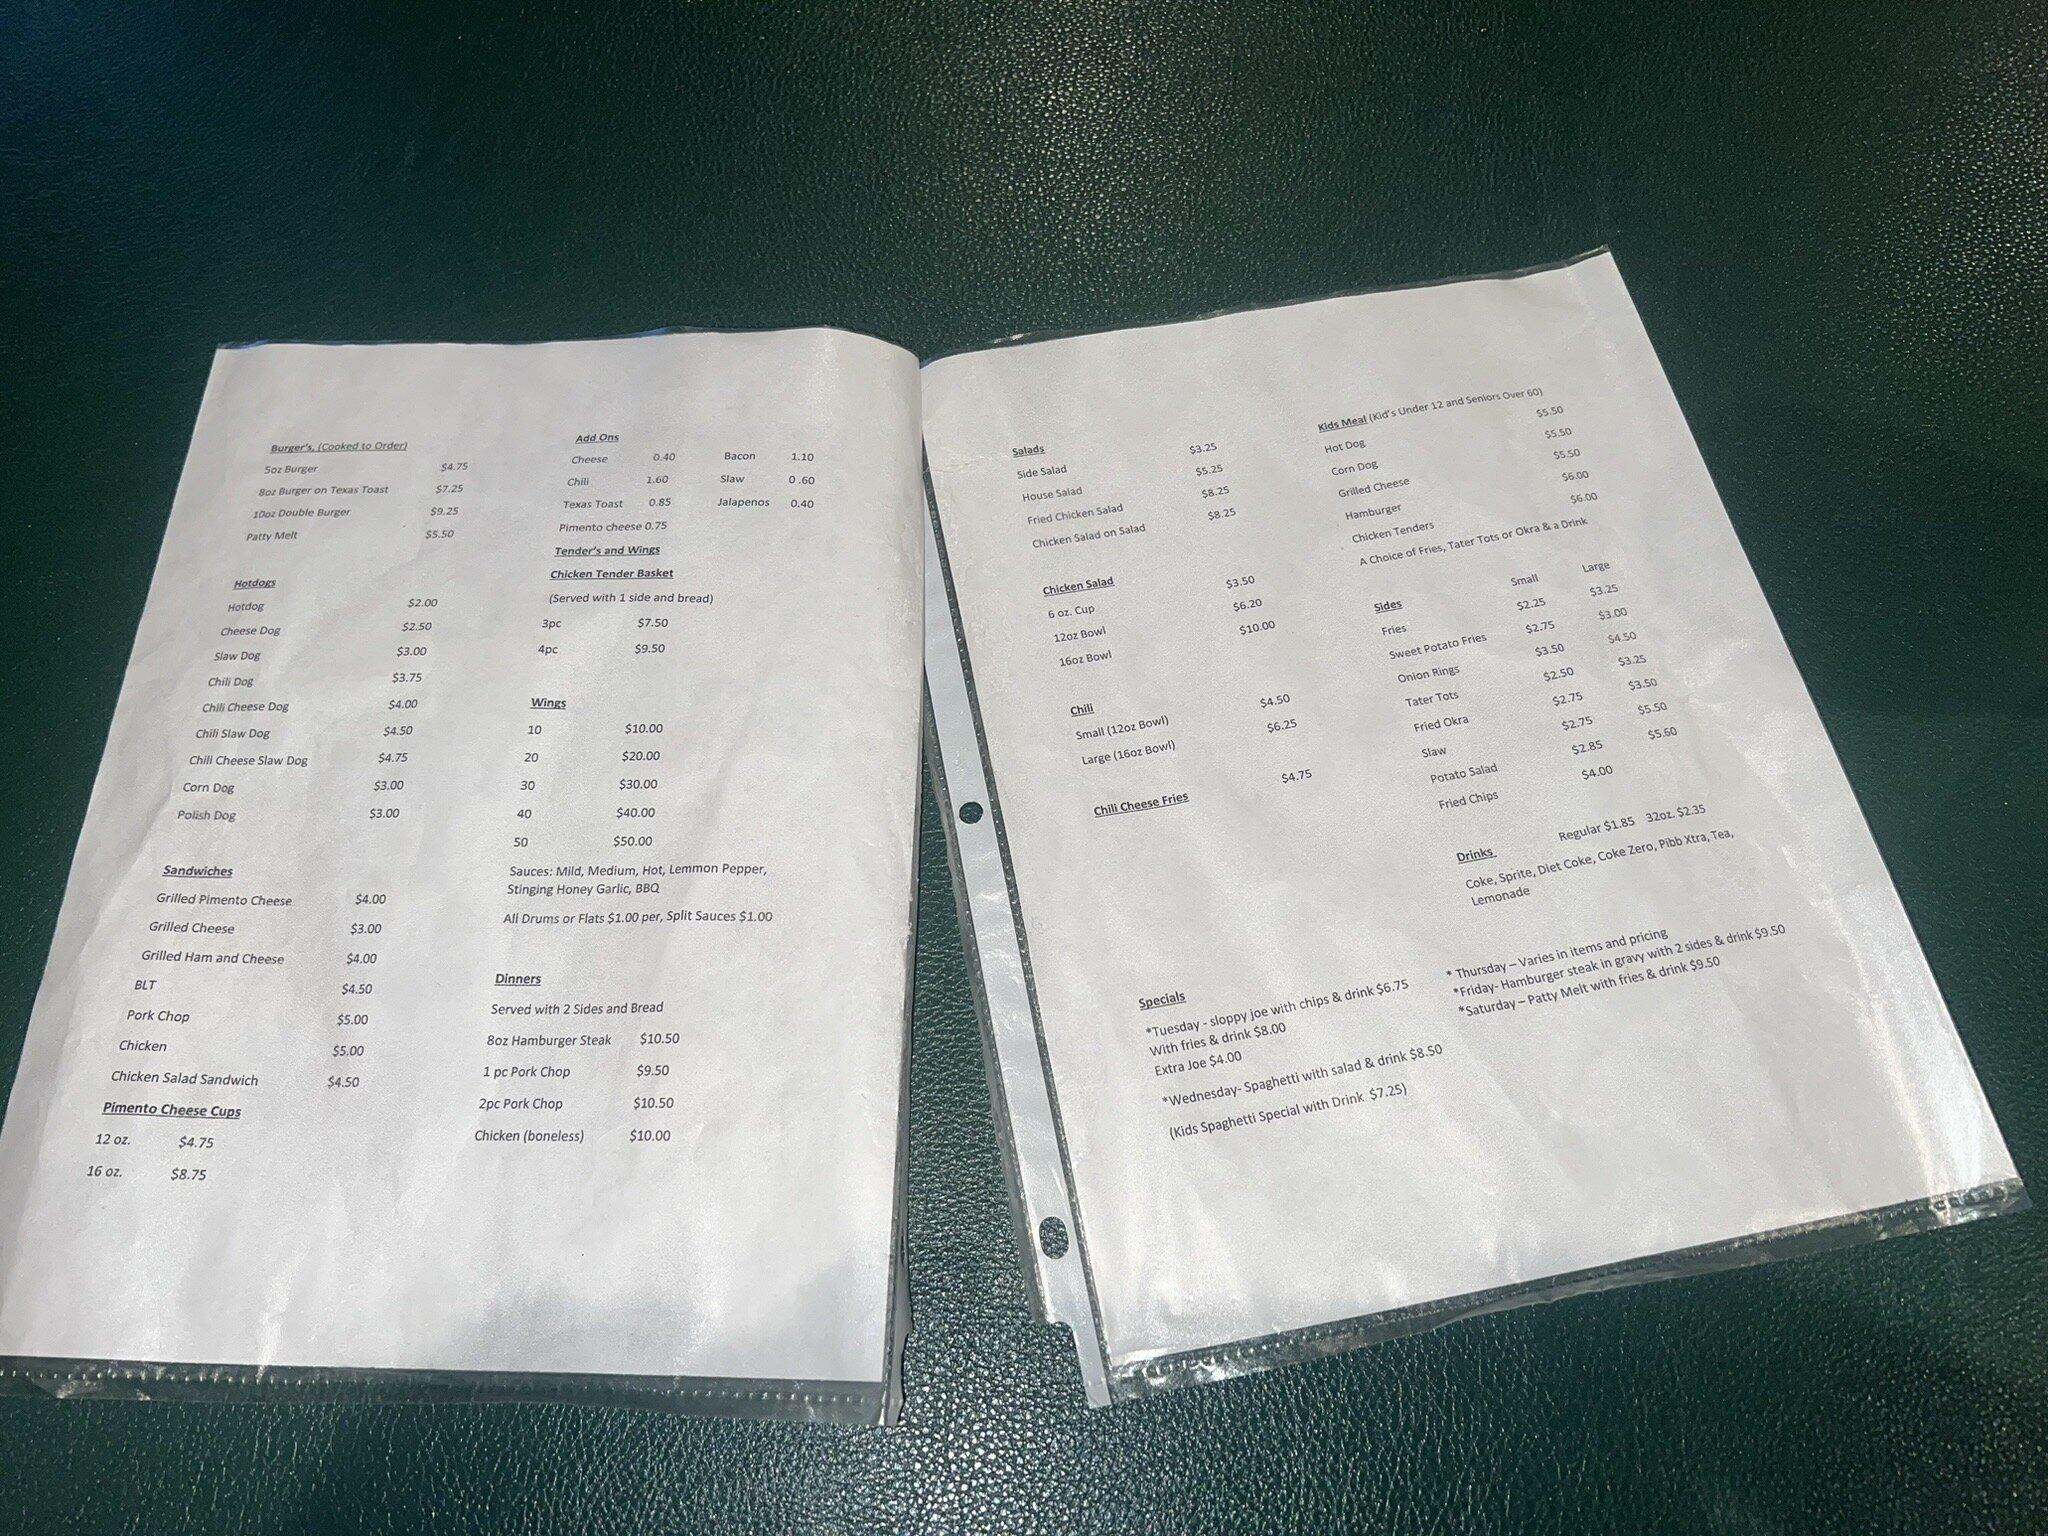 Burger's, (Cooked to Order)
5oz Burger $4.75
8oz Burger on Texas Toast $7.25
10oz Double Burger $9.25
Patty Melt $5.50
Hotdogs
Hotdog $2.00
Cheese Dog $2.50
Slaw Dog $3.00
Chili Dog $3.75
Chili Cheese Dog $4.00
Chili Slaw Dog $4.50
Chili Cheese Slaw Dog $4.75
Corn Dog $3.00
Polish Dog $3.00
Sandwiches
Grilled Pimento Cheese $4.00
Grilled Cheese $3.00
Grilled Ham and Cheese $4.00
BLT $4.50
Pork Chop $5.00
Chicken $5.00
Chicken Salad Sandwich $4.50
Pimento Cheese Cups
12 oz. $4.75
16 oz. $8.75
Add Ons
Cheese 0.40 Bacon 1.10
Chili 1.60 Slaw 0.60
Texas Toast 0.85 Jalapenos 0.40
Pimento cheese 0.75
Tender's and Wings
Chicken Tender Basket
(Served with 1 side and bread)
3pc $7.50
4pc $9.50
Wings
10 $10.00
20 $20.00
30 $30.00
40 $40.00
50 $50.00
Sauces: Mild, Medium, Hot, Lemmon Pepper,
Stinging Honey Garlic, BBQ
All Drums or Flats $1.00 per, Split Sauces $1.00
Dinners
Served with 2 Sides and Bread
8oz Hamburger Steak $10.50
1 pc Pork Chop $9.50
2pc Pork Chop $10.50
Chicken (boneless) $10.00
Salads
Side Salad $3.25
House Salad $5.25
Fried Chicken Salad $8.25
Chicken Salad on Salad $8.25
Chicken Salad
6 oz. Cup $3.50
12oz Bowl $6.20
16oz Bowl $10.00
Chili
Small (12oz Bowl) $4.50
Large (16oz Bowl) $6.25
Chili Cheese Fries $4.75
Kids Meal (Kid's Under 12 and Seniors Over 60)
Hot Dog $5.50
Corn Dog $5.50
Grilled Cheese $5.50
Hamburger $6.00
Chicken Tenders $6.00
A Choice of Fries, Tater Tots or Okra & a Drink
Sides Small Large
Fries $2.25 $3.25
Sweet Potato Fries $2.75 $3.00
Onion Rings $3.50 $4.50
Tater Tots $2.50 $3.25
Fried Okra $2.75 $3.50
Slaw $2.75 $5.50
Potato Salad $2.85 $5.60
Fried Chips $4.00
Drinks Regular $1.85 32oz. $2.35
Coke, Sprite, Diet Coke, Coke Zero, Pibb Xtra, Tea,
Lemonade
Specials
*Tuesday - sloppy joe with chips & drink $6.75
With fries & drink $8.00
Extra Joe $4.00
*Wednesday- Spaghetti with salad & drink $8.50
(Kids Spaghetti Special with Drink $7.25)
* Thursday – Varies in items and pricing
*Friday- Hamburger steak in gravy with 2 sides & drink $9.50
*Saturday – Patty Melt with fries & drink $9.50